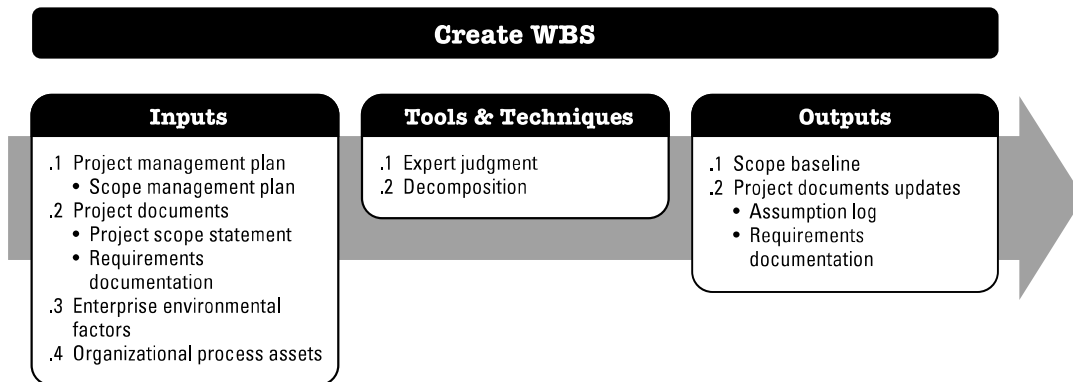 Create WBS
Inputs
.1 Project management plan
• Scope management plan
.2 Project documents
• Project scope statement
• Requirements
documentation
.3 Enterprise environmental
factors
.4 Organizational process assets
Tools & Techniques
.1 Expert judgment
.2 Decomposition
Outputs
.1 Scope baseline
.2 Project documents updates
• Assumption log
• Requirements
documentation